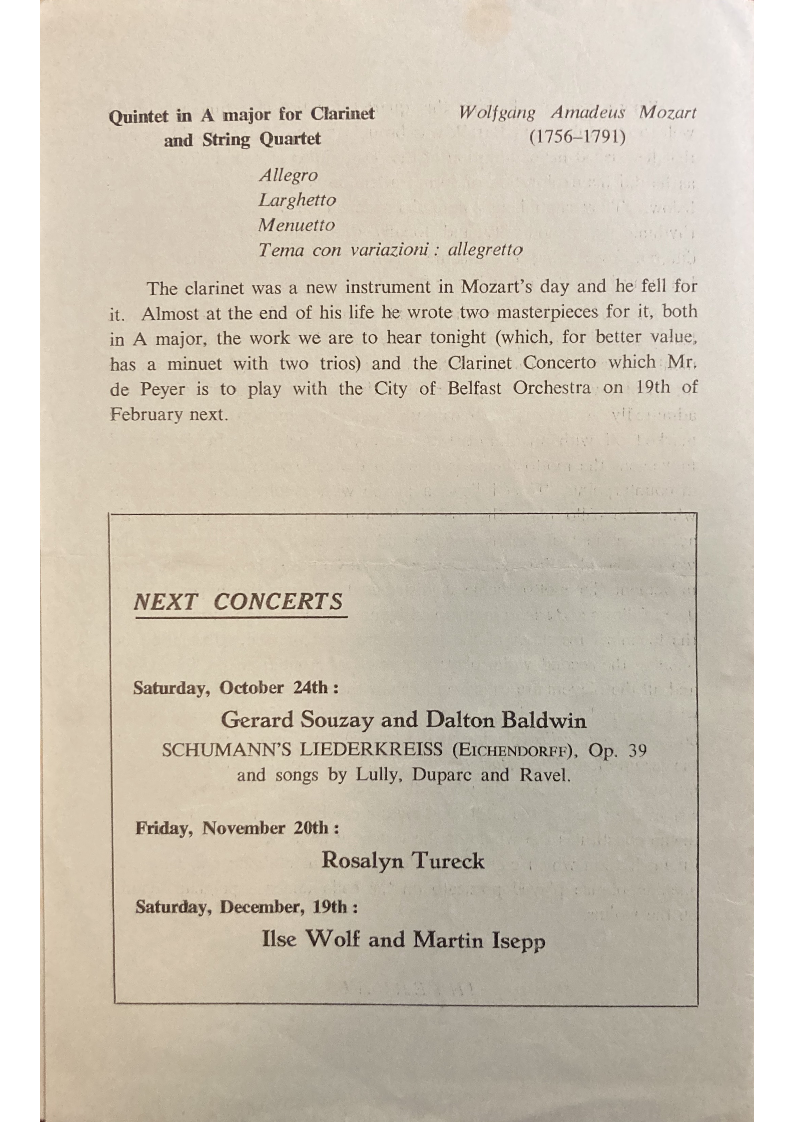 Quintet in A major for Clarinet
and String Quartet
Wolfgang Amadeus Mozart
(1756–1791)
Allegro
Larghetto
Menuetto
Tema con variazioni : allegretto
The clarinet was a new instrument in Mozart's day and he fell for
it. Almost at the end of his life he wrote two masterpieces for it, both
in A major, the work we are to hear tonight (which, for better value,
has a minuet with two trios) and the Clarinet Concerto which Mr.
de Peyer is to play with the City of Belfast Orchestra on 19th of
February next.
NEXT CONCERTS
Saturday, October 24th :
Gerard Souzay and Dalton Baldwin
SCHUMANN'S LIEDERKREISS (EICHENDORFF), Op. 39
and songs by Lully, Duparc and Ravel.
Friday, November 20th :
Rosalyn Tureck
Saturday, December, 19th :
Ilse Wolf and Martin Isepp